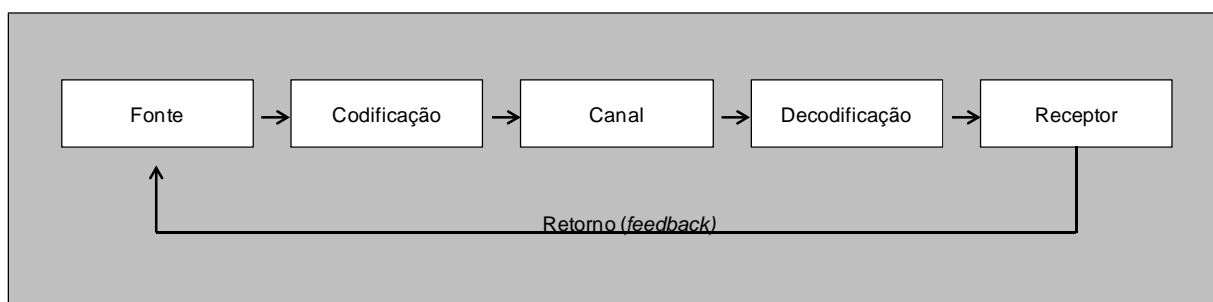 Fonte
Codificação
Canal
Decodificação
Receptor
Retorno (feedback)